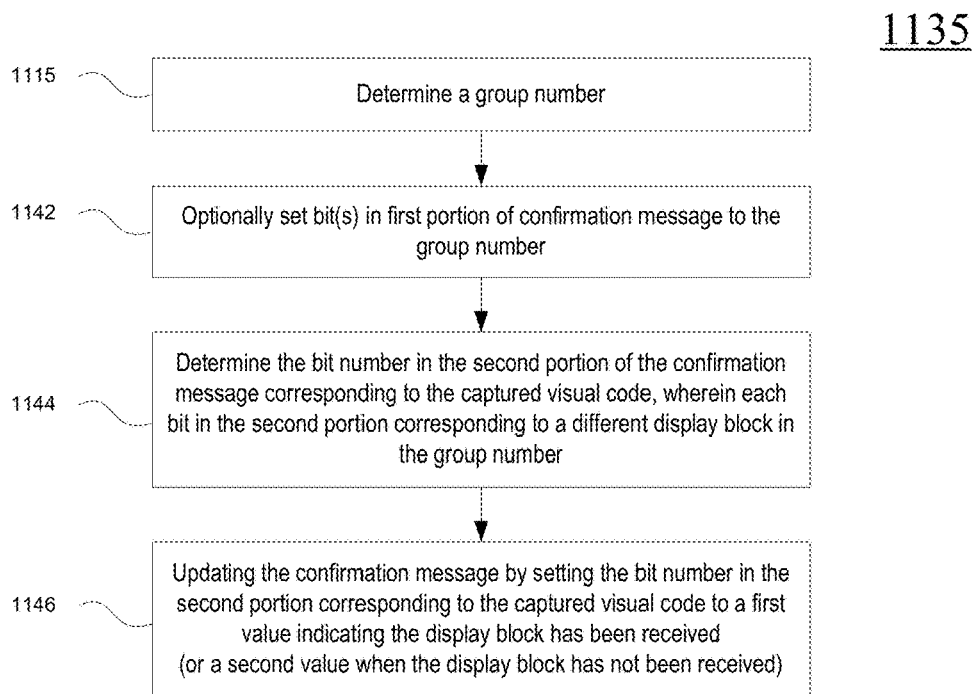 1135
1115
Determine a group number
1142
Optionally set bit(s) in first portion of confirmation message to the
group number
1144
Determine the bit number in the second portion of the confirmation
message corresponding to the captured visual code, wherein each
bit in the second portion corresponding to a different display block in
the group number
1146
Updating the confirmation message by setting the bit number in the
second portion corresponding to the captured visual code to a first
value indicating the display block has been received
(or a second value when the display block has not been received)